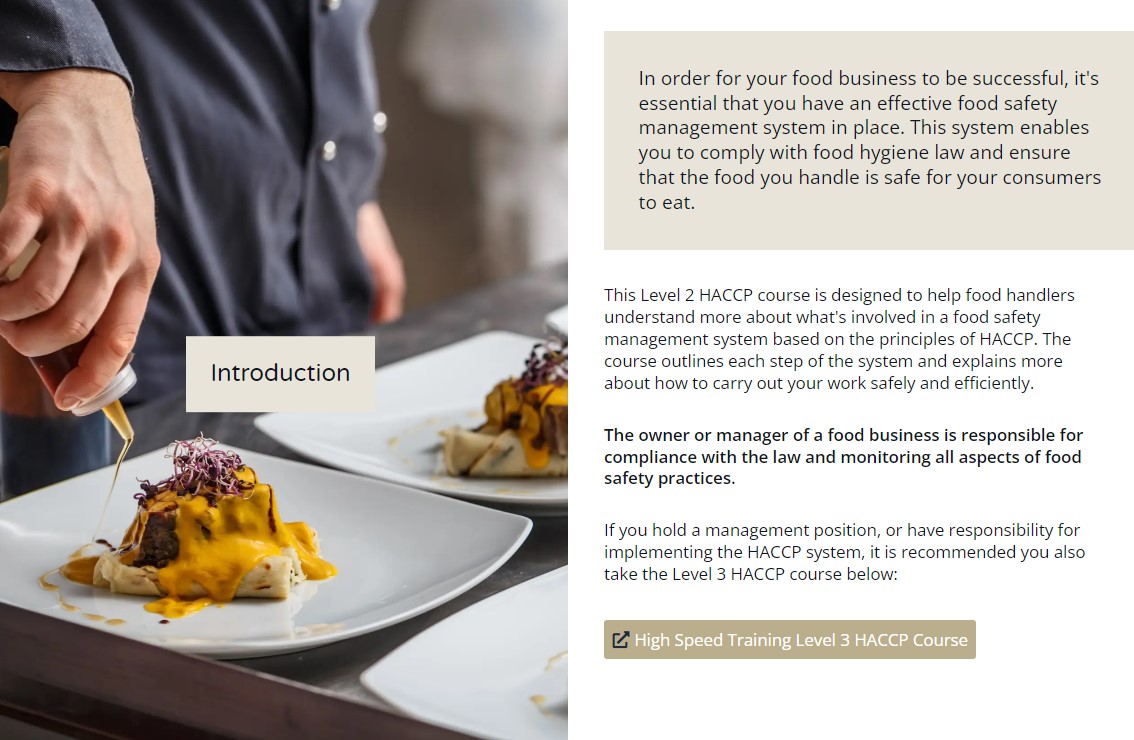 Introduction
In order for your food business to be successful, it's
essential that you have an effective food safety
management system in place. This system enables
you to comply with food hygiene law and ensure
that the food you handle is safe for your consumers
to eat.
This Level 2 HACCP course is designed to help food handlers
understand more about what's involved in a food safety
management system based on the principles of HACCP. The
course outlines each step of the system and explains more
about how to carry out your work safely and efficiently.
The owner or manager of a food business is responsible for
compliance with the law and monitoring all aspects of food
safety practices.
If you hold a management position, or have responsibility for
implementing the HACCP system, it is recommended you also
take the Level 3 HACCP course below:
High Speed Training Level 3 HACCP Course